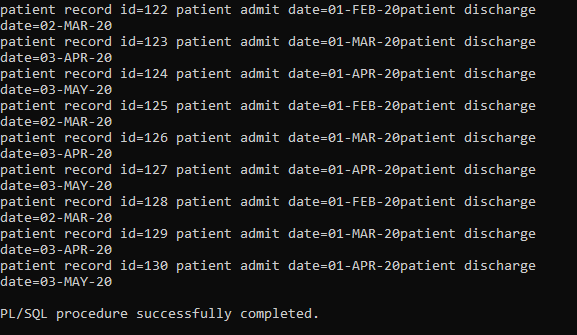 patient record id=122 patient admit date=01-FEB-20patient discharge
date=02-MAR-20
patient record id=123 patient admit date=01-MAR-20patient discharge
date=03-APR-20
patient record id=124 patient admit date=01-APR-20patient discharge
date=03-MAY-20
patient record id=125 patient admit date=01-FEB-20patient discharge
date=02-MAR-20
patient record id=126 patient admit date=01-MAR-20patient discharge
date=03-APR-20
patient record id=127 patient admit date=01-APR-20patient discharge
date=03-MAY-20
patient record id=128 patient admit date=01-FEB-20patient discharge
date=02-MAR-20
patient record id=129 patient admit date=01-MAR-20patient discharge
date=03-APR-20
patient record id=130 patient admit date=01-APR-20patient discharge
date=03-MAY-20
PL/SQL procedure successfully completed.